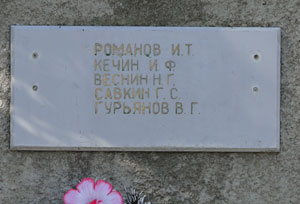 РОМАНОВ И.Т.
КЕЧИН И.Ф.
ВЕСНИН Н.Г.
САВКИН Г.С.
ГУРЬЯНОВ В.Г.